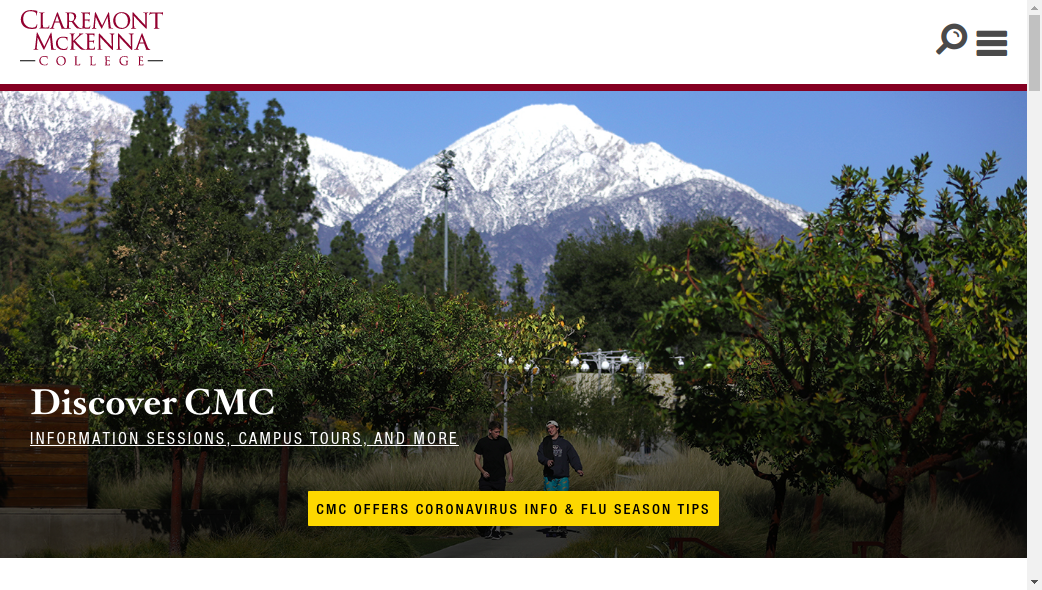 CLAREMONT
MCKENNA
COLLEGE
Discover CMC
INFORMATION SESSIONS, CAMPUS TOURS, AND MORE
CMC OFFERS CORONAVIRUS INFO & FLU SEASON TIPS